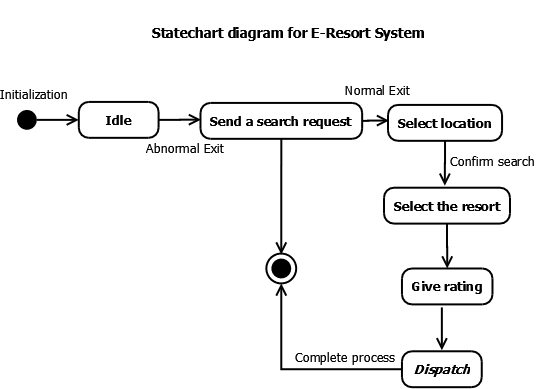 Statechart diagram for E-Resort System
Normal Exit
Initialization
Idle
Send a search request
Select location
Abnormal Exit
Confirm search
Select the resort
Give rating
Complete process
Dispatch